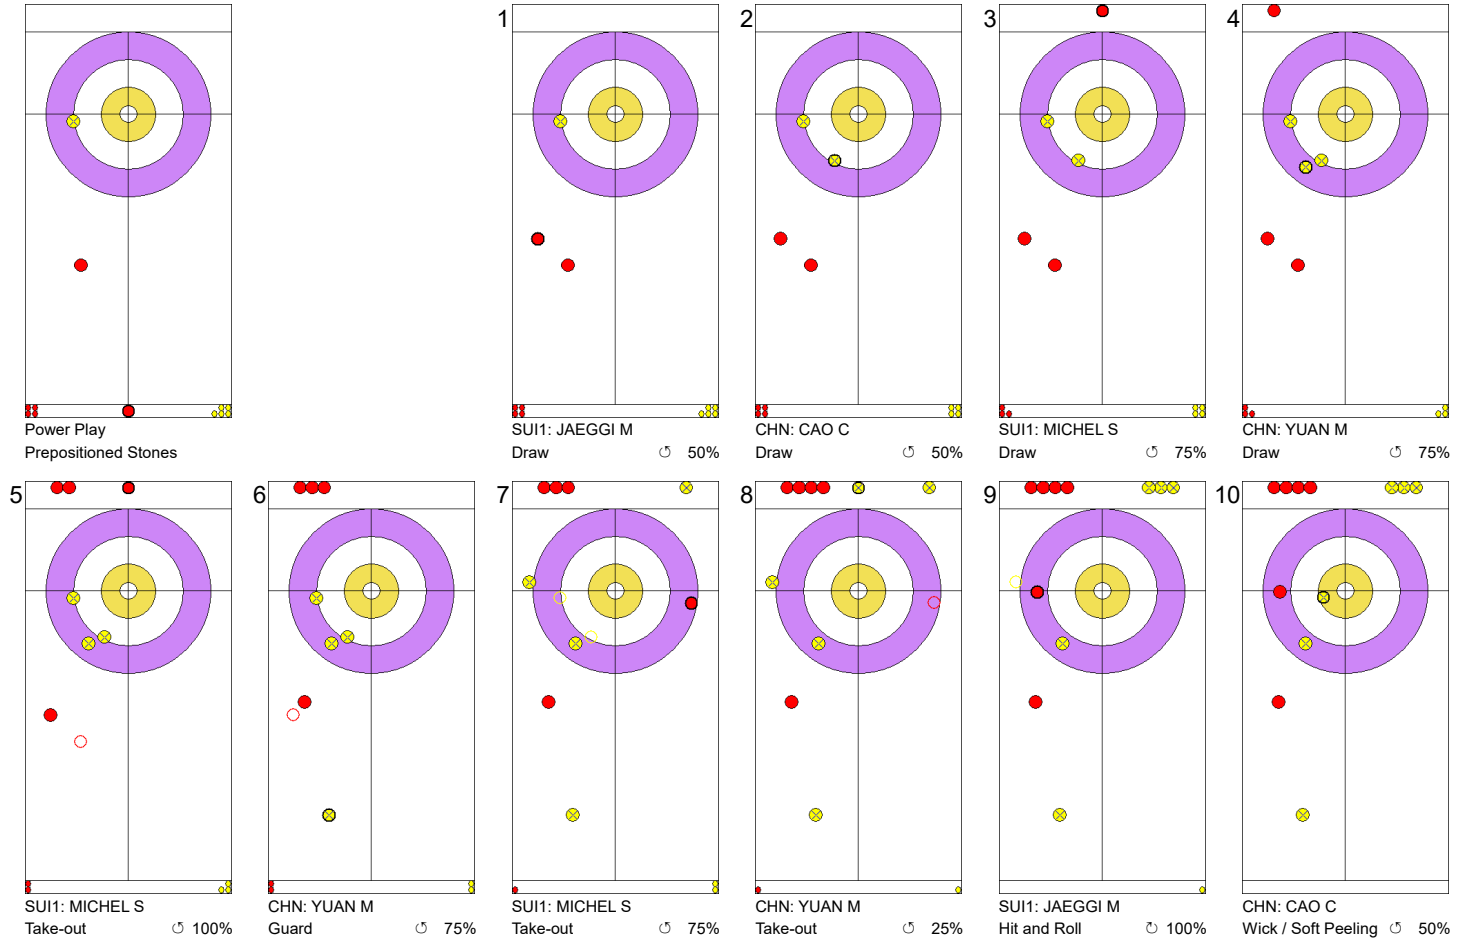 Power Play
Prepositioned Stones
1
SUI1: JAEGGI M
Draw ↺ 50%
2
CHN: CAO C
Draw ↺ 50%
3
SUI1: MICHEL S
Draw ↺ 75%
4
CHN: YUAN M
Draw ↺ 75%
5
SUI1: MICHEL S
Take-out ↺ 100%
6
CHN: YUAN M
Guard ↺ 75%
7
SUI1: MICHEL S
Take-out ↺ 75%
8
CHN: YUAN M
Take-out ↺ 25%
9
SUI1: JAEGGI M
Hit and Roll ↻ 100%
10
CHN: CAO C
Wick / Soft Peeling ↺ 50%